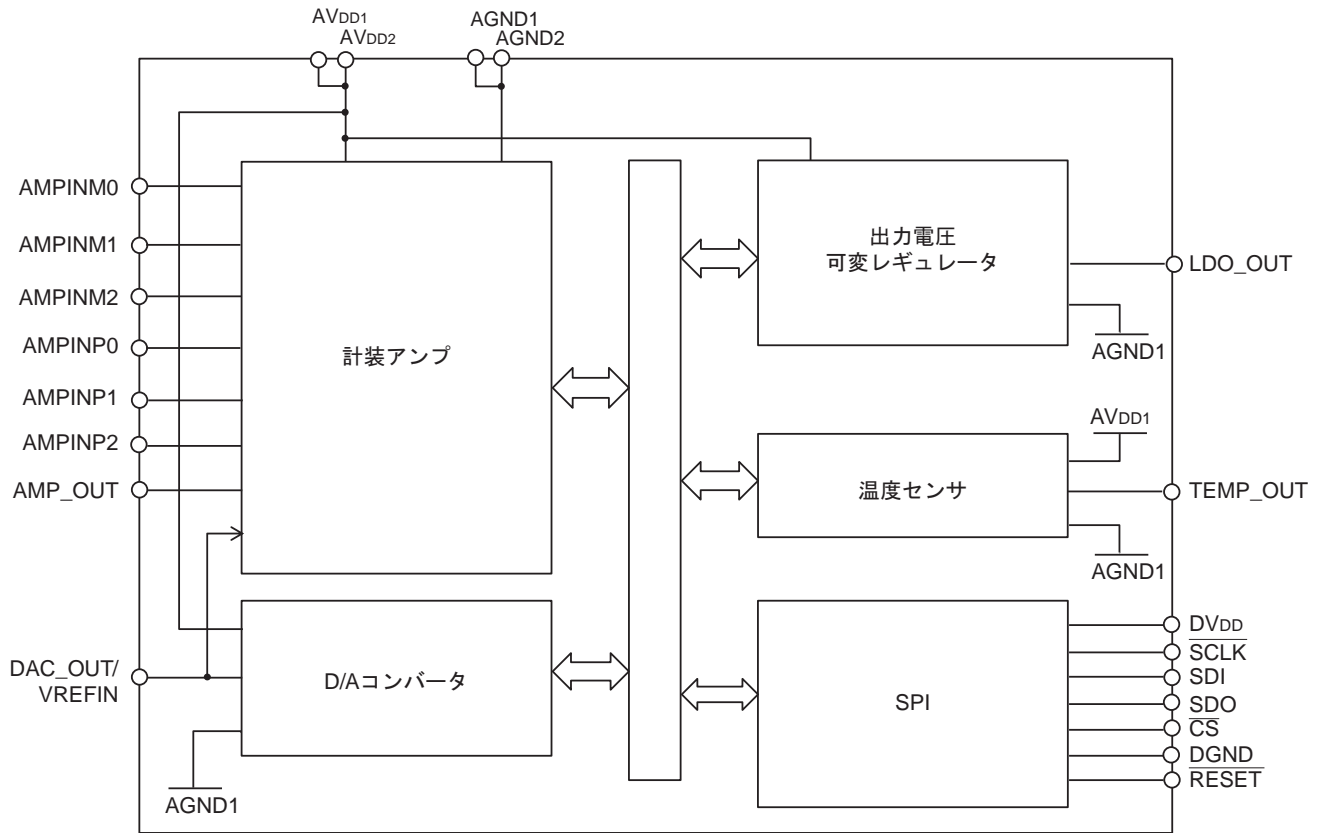 AVDD1
AVDD2
AGND1
AGND2
AMPINM0
AMPINM1
AMPINM2
AMPINP0
AMPINP1
AMPINP2
AMP_OUT
DAC_OUT/
VREFIN
AGND1
計装アンプ
D/Aコンバータ
出力電圧
可変レギュレータ
AGND1
LDO_OUT
AVDD1
温度センサ
TEMP_OUT
AGND1
SPI
DVDD
SCLK
SDI
SDO
CS
DGND
RESET